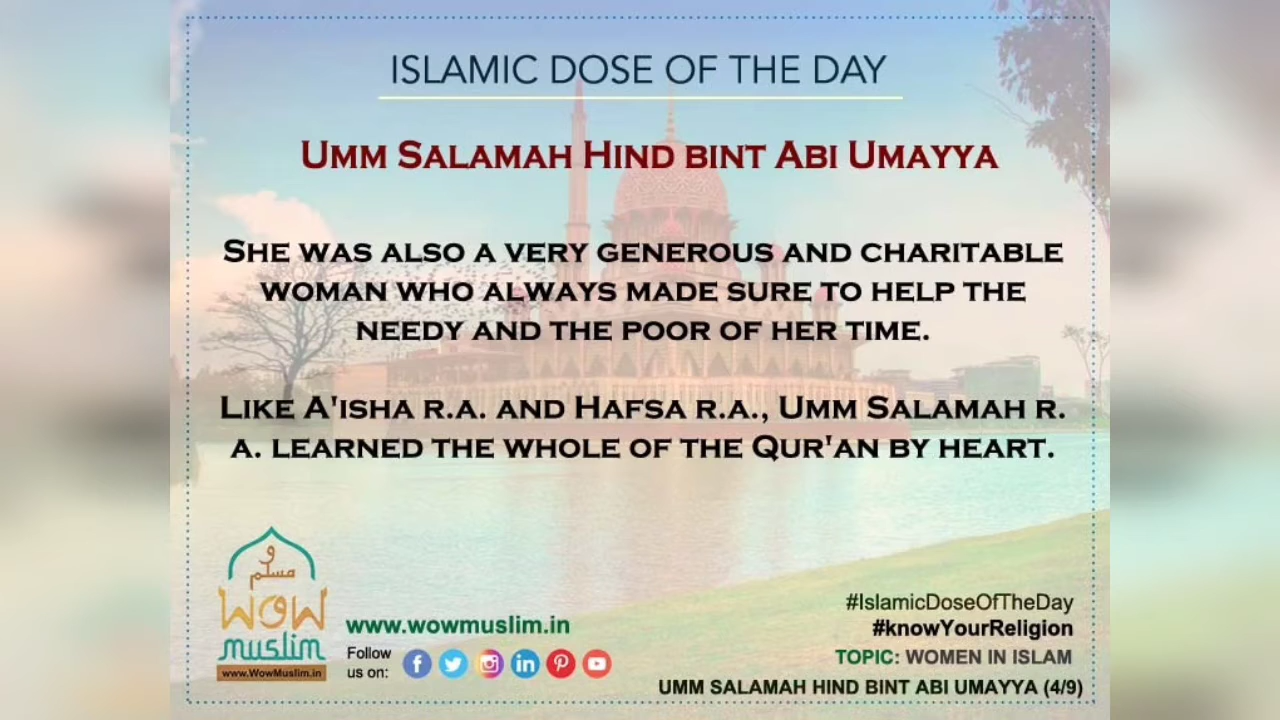 ISLAMIC DOSE OF THE DAY
UMM SALAMAH HIND BINT ABI UMAYYA
SHE WAS ALSO A VERY GENEROUS AND CHARITABLE
WOMAN WHO ALWAYS MADE SURE TO HELP THE
NEEDY AND THE POOR OF HER TIME.
LIKE A'ISHA R.A. AND HAFSA R.A., UMM SALAMAH R.
A. LEARNED THE WHOLE OF THE QUR'AN BY HEART.
و
مسلم
WOW
muslim
www.WowMuslim.in
www.wowmuslim.in
Follow
us on:
#IslamicDoseOfTheDay
#knowYourReligion
TOPIC: WOMEN IN ISLAM
UMM SALAMAH HIND BINT ABI UMAYYA (4/9)